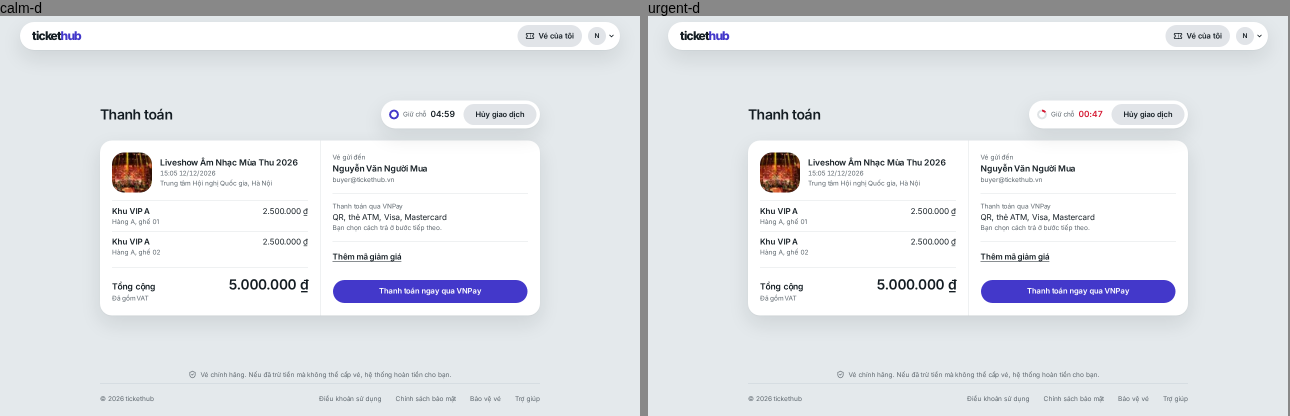 calm-d
tickethub
Vé của tôi
N
Thanh toán
Giữ chỗ 04:59
Hủy giao dịch
Liveshow Âm Nhạc Mùa Thu 2026
15:05 12/12/2026
Trung tâm Hội nghị Quốc gia, Hà Nội
Khu VIP A 2.500.000 ₫
Hàng A, ghế 01
Khu VIP A 2.500.000 ₫
Hàng A, ghế 02
Tổng cộng 5.000.000 ₫
Đã gồm VAT
Vé gửi đến
Nguyễn Văn Người Mua
buyer@tickethub.vn
Thanh toán qua VNPay
QR, thẻ ATM, Visa, Mastercard
Bạn chọn cách trả ở bước tiếp theo.
Thêm mã giảm giá
Thanh toán ngay qua VNPay
Vé chính hãng. Nếu đã trừ tiền mà không thể cấp vé, hệ thống hoàn tiền cho bạn.
© 2026 tickethub
Điều khoản sử dụng
Chính sách bảo mật
Bảo vệ vé
Trợ giúp
urgent-d
tickethub
Vé của tôi
N
Thanh toán
Giữ chỗ 00:47
Hủy giao dịch
Liveshow Âm Nhạc Mùa Thu 2026
15:05 12/12/2026
Trung tâm Hội nghị Quốc gia, Hà Nội
Khu VIP A 2.500.000 ₫
Hàng A, ghế 01
Khu VIP A 2.500.000 ₫
Hàng A, ghế 02
Tổng cộng 5.000.000 ₫
Đã gồm VAT
Vé gửi đến
Nguyễn Văn Người Mua
buyer@tickethub.vn
Thanh toán qua VNPay
QR, thẻ ATM, Visa, Mastercard
Bạn chọn cách trả ở bước tiếp theo.
Thêm mã giảm giá
Thanh toán ngay qua VNPay
Vé chính hãng. Nếu đã trừ tiền mà không thể cấp vé, hệ thống hoàn tiền cho bạn.
© 2026 tickethub
Điều khoản sử dụng
Chính sách bảo mật
Bảo vệ vé
Trợ giúp